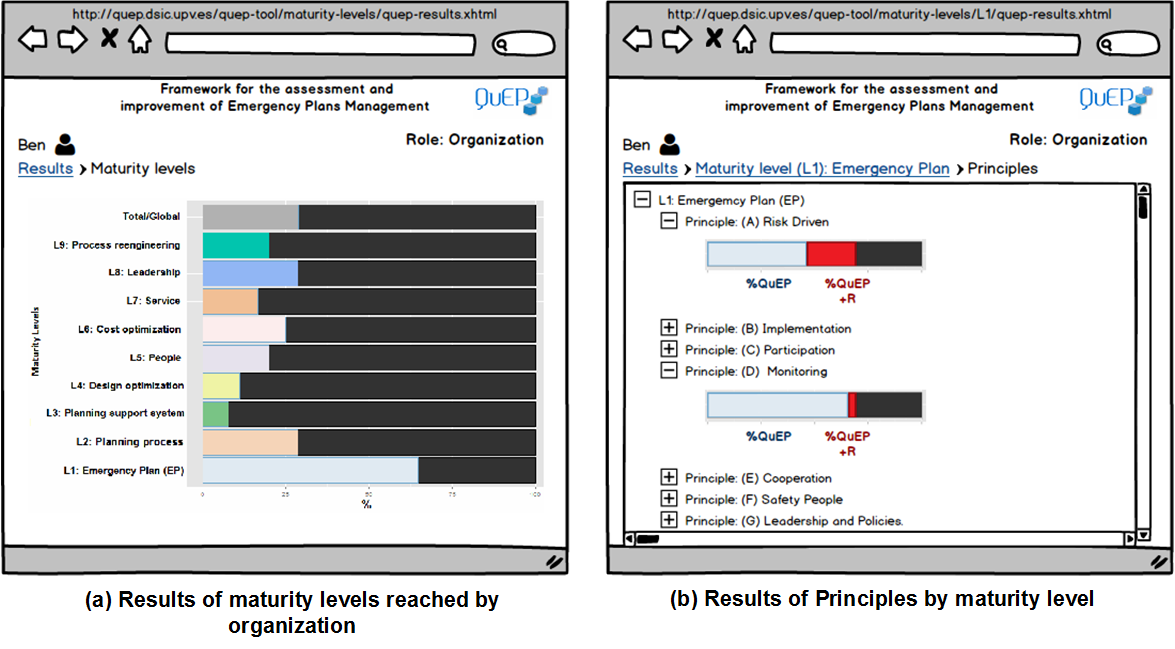 http://quep.dsic.upv.es/quep-tool/maturity-levels/quep-results.xhtml
Framework for the assessment and
improvement of Emergency Plans Management
QuEP
Ben
Role: Organization
Results > Maturity levels
Maturity Levels
Total/Global
L9: Process reengineering
L8: Leadership
L7: Service
L6: Cost optimization
L5: People
L4: Design optimization
L3: Planning support system
L2: Planning process
L1: Emergency Plan (EP)
0 25 50 75 100
%
(a) Results of maturity levels reached by
organization
http://quep.dsic.upv.es/quep-tool/maturity-levels/L1/quep-results.xhtml
Framework for the assessment and
improvement of Emergency Plans Management
QuEP
Ben
Role: Organization
Results > Maturity level (L1): Emergency Plan > Principles
L1: Emergemcy Plan (EP)
Principle: (A) Risk Driven
%QuEP %QuEP
+R
Principle: (B) Implementation
Principle: (C) Participation
Principle: (D) Monitoring
%QuEP %QuEP
+R
Principle: (E) Cooperation
Principle: (F) Safety People
Principle: (G) Leadership and Policies.
(b) Results of Principles by maturity level